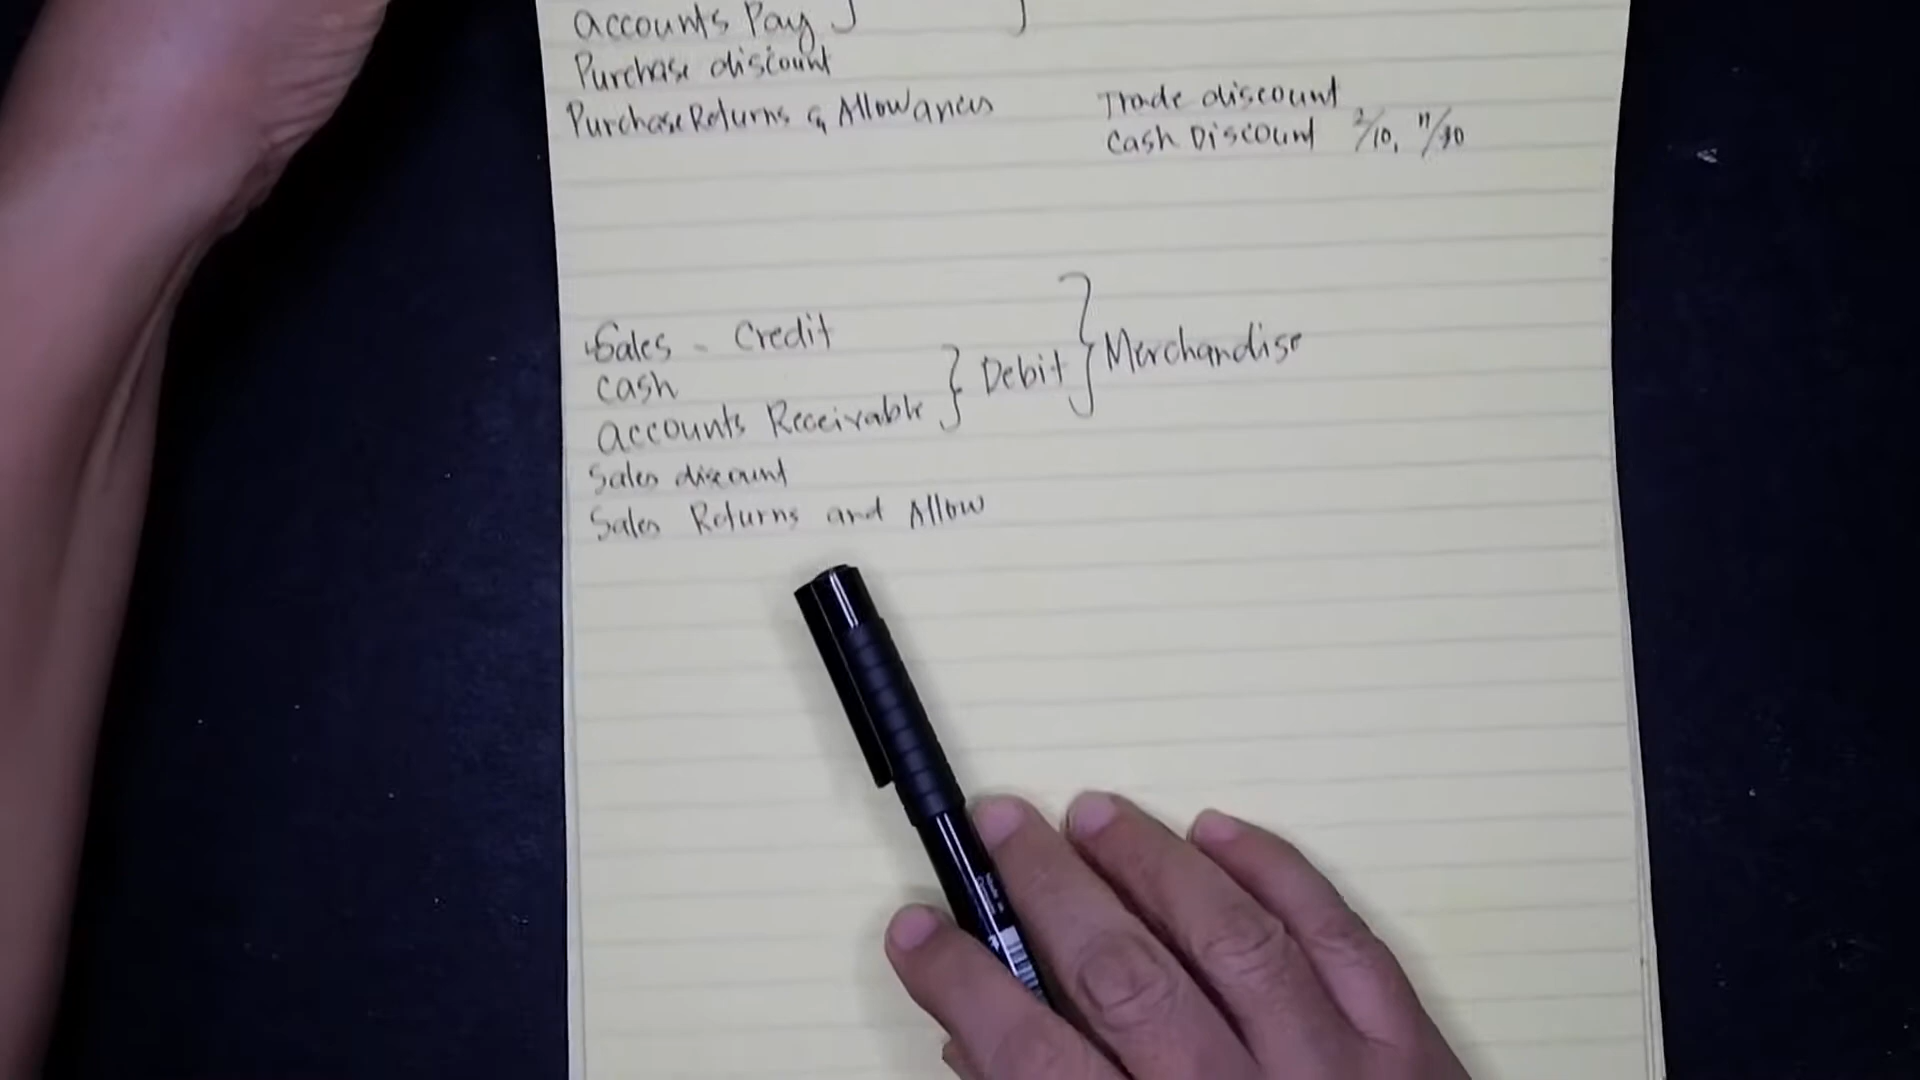 accounts Pay
Purchase discount
Purchase Returns & Allowances
Trade discount
Cash Discount 2/10, n/30
Sales - Credit
Cash
accounts Receivable
Debit
Merchandise
Sales discount
Sales Returns and Allow